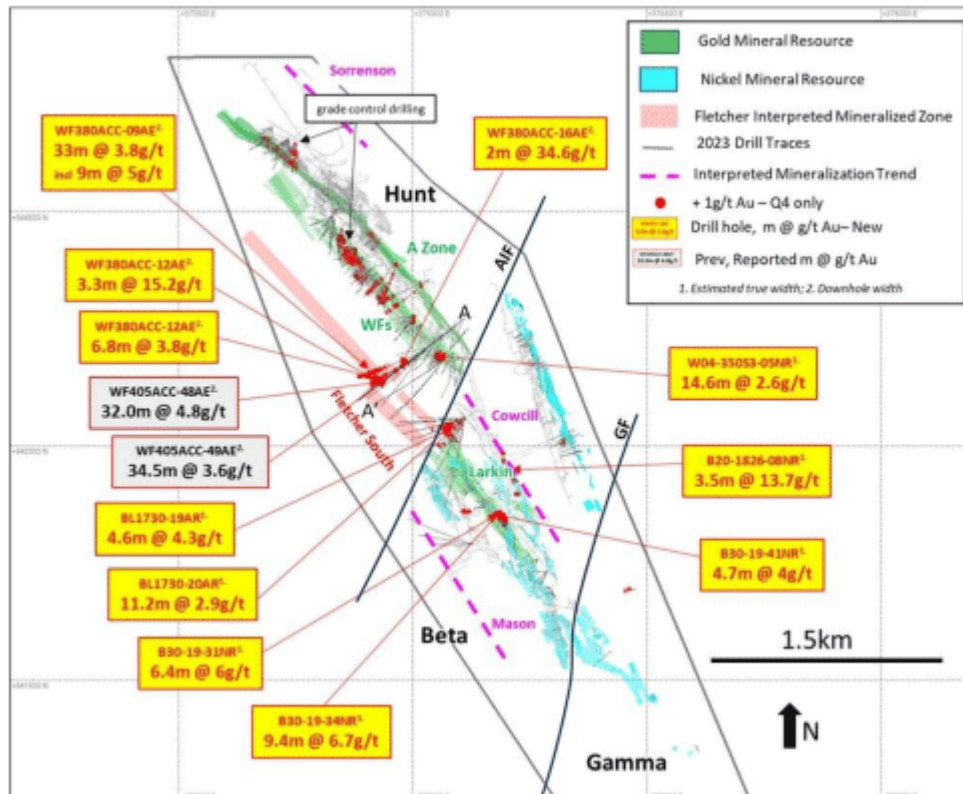 Sorrenson
grade control drilling
WF380ACC-09AE2.
33m @ 3.8g/t
incl 9m @ 5g/t
WF380ACC-16AE2.
2m @ 34.6g/t
Hunt
A Zone
AIF
WF380ACC-12AE2.
3.3m @ 15.2g/t
WF380ACC-12AE2.
6.8m @ 3.8g/t
WFs
A
A'
WF405ACC-48AE2.
32.0m @ 4.8g/t
WF405ACC-49AE2.
34.5m @ 3.6g/t
Fletcher South
W04-350S3-05NR1.
14.6m @ 2.6g/t
Cowcill
GF
Larkin
B20-1826-08NR2.
3.5m @ 13.7g/t
BL1730-19AR
4.6m @ 4.3g/t
B30-19-41NR1.
4.7m @ 4g/t
BL1730-20AR
11.2m @ 2.9g/t
Beta
Mason
B30-19-31NR1.
6.4m @ 6g/t
B30-19-34NR1.
9.4m @ 6.7g/t
Gamma
1.5km
N
Gold Mineral Resource
Nickel Mineral Resource
Fletcher Interpreted Mineralized Zone
2023 Drill Traces
Interpreted Mineralization Trend
+ 1g/t Au – Q4 only
Drill hole, m @ g/t Au– New
Prev, Reported m @ g/t Au
1. Estimated true width; 2. Downhole width